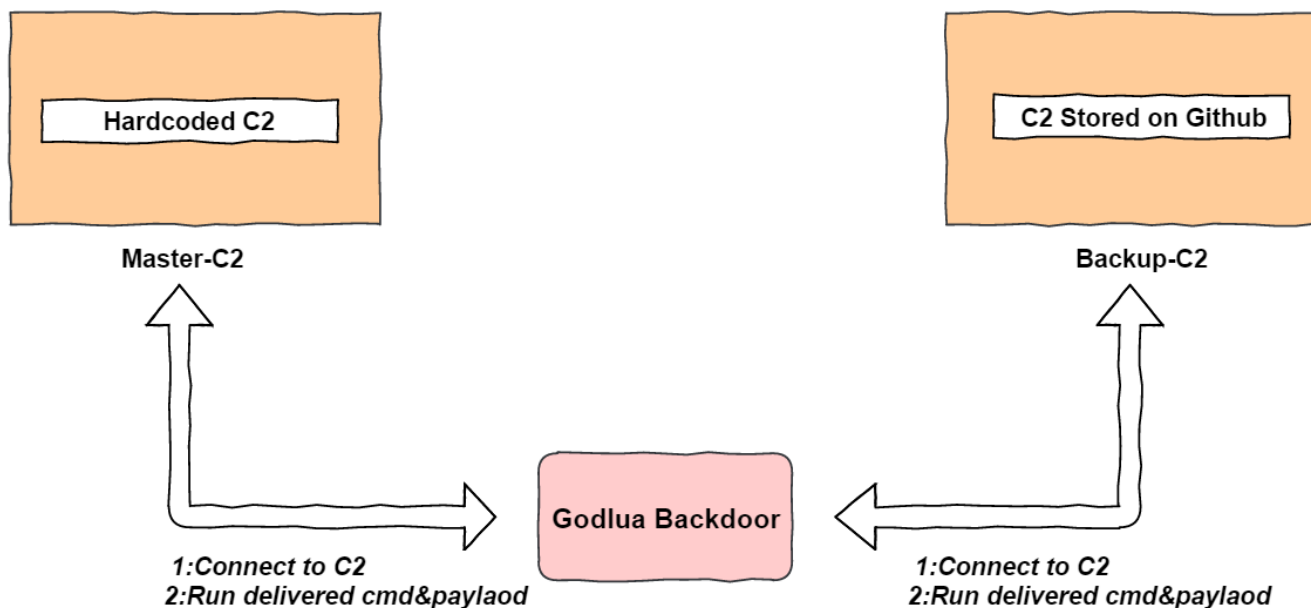 Hardcoded C2
C2 Stored on Github
Master-C2
Backup-C2
Godlua Backdoor
1:Connect to C2
2:Run delivered cmd&paylaod
1:Connect to C2
2:Run delivered cmd&paylaod